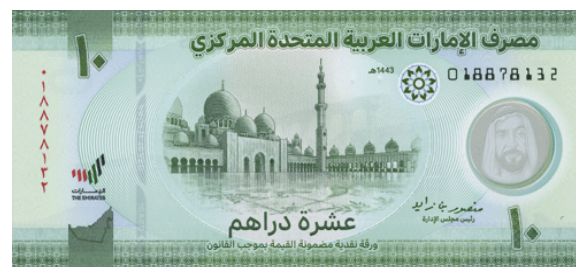 مصرف الإمارات العربية المتحدة المركزي
١٠
1443هـ
018878132
٠١٨٨٧٨١٣٢
الإمارات
THE EMIRATES
منصور بن زايد
رئيس مجلس الإدارة
عشرة دراهم
ورقة نقدية مضمونة القيمة بموجب القانون
١٠